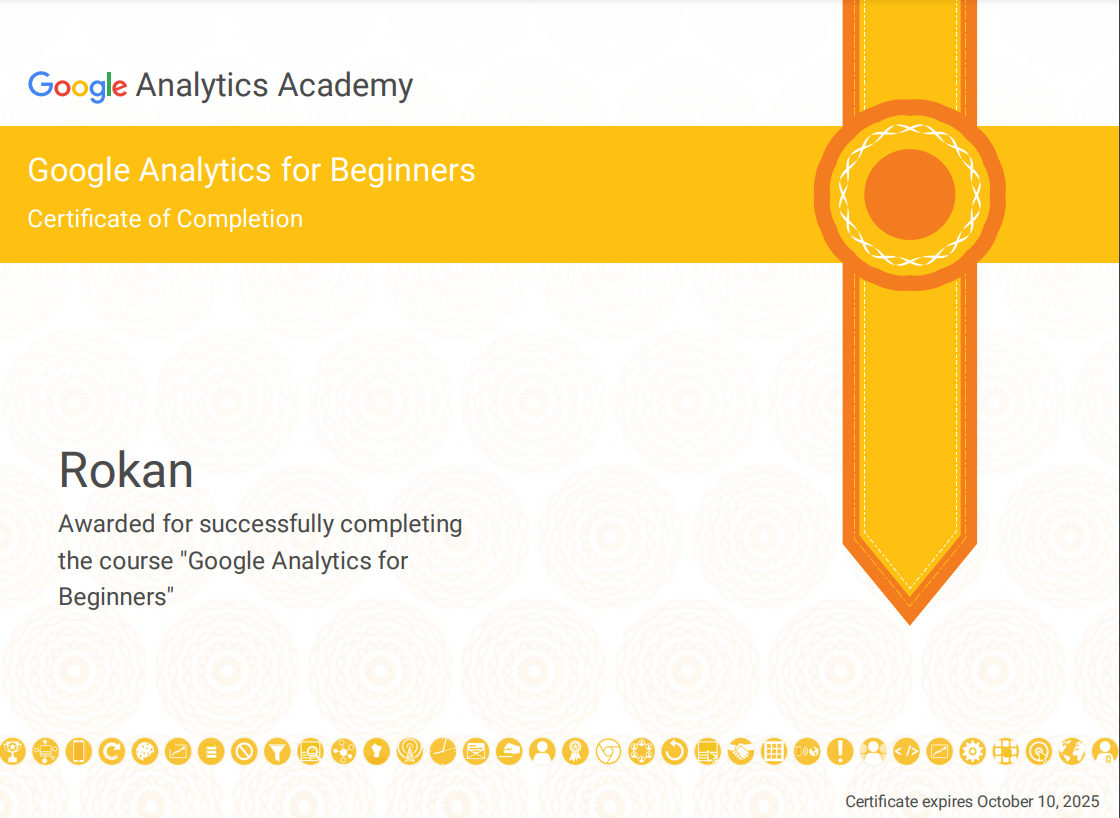 Google Analytics Academy
Google Analytics for Beginners
Certificate of Completion
Rokan
Awarded for successfully completing
the course "Google Analytics for
Beginners"
Certificate expires October 10, 2025